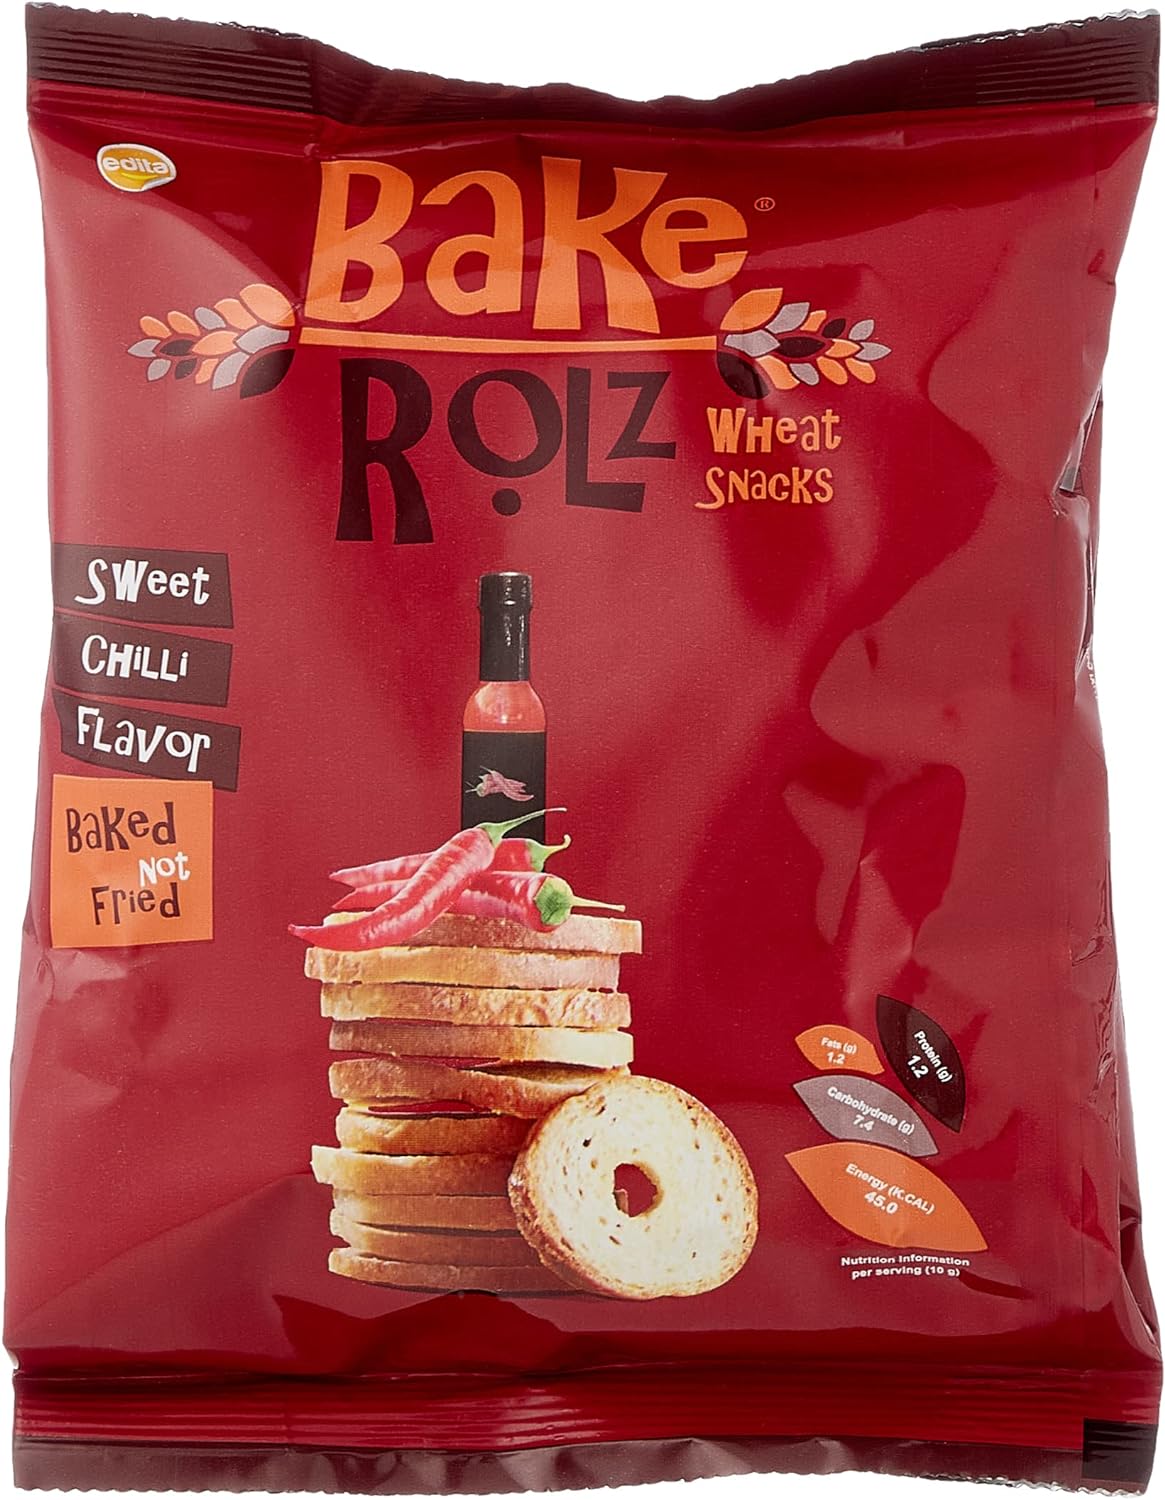 edita
Bake®
Rolz
Wheat
Snacks
Sweet
Chilli
Flavor
Baked
Not
Fried
Fats (g)
1.2
Protein (g)
1.2
Carbohydrate (g)
7.4
Energy (K.CAL)
45.0
Nutrition Information
per serving (10 g)